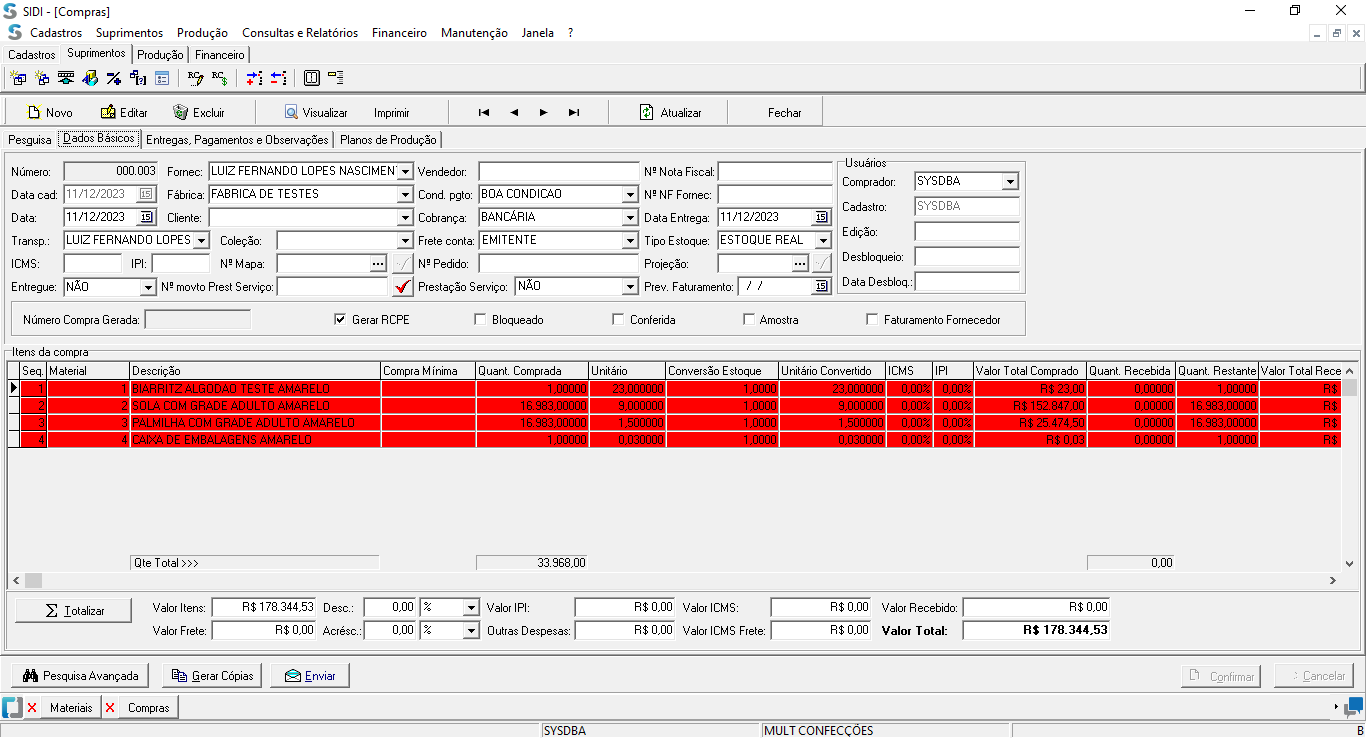 SIDI - [Compras]
Cadastros Suprimentos Produção Consultas e Relatórios Financeiro Manutenção Janela ?
Cadastros Suprimentos Produção Financeiro
Novo Editar Excluir Visualizar Imprimir Atualizar Fechar
Pesquisa Dados Básicos Entregas, Pagamentos e Observações Planos de Produção
Número: 000.003 Fornec: LUIZ FERNANDO LOPES NASCIMEN Vendedor: Nº Nota Fiscal: Usuários
Comprador: SYSDBA
Data cad: 11/12/2023 15 Fábrica: FABRICA DE TESTES Cond. pgto: BOA CONDICAO Nº NF Fornec:
Cadastro: SYSDBA
Data: 11/12/2023 15 Cliente: Cobrança: BANCÁRIA Data Entrega: 11/12/2023 15
Edição:
Transp.: LUIZ FERNANDO LOPES Coleção: Frete conta: EMITENTE Tipo Estoque: ESTOQUE REAL
Desbloqueio:
ICMS: IPI: Nº Mapa: ... Nº Pedido: Projeção: ...
Data Desbloq.:
Entregue: NÃO Nº movto Prest Serviço: Prestação Serviço: NÃO Prev. Faturamento: / / 15
Número Compra Gerada: Gerar RCPE Bloqueado Conferida Amostra Faturamento Fornecedor
Itens da compra
Seq. Material Descrição Compra Mínima Quant. Comprada Unitário Conversão Estoque Unitário Convertido ICMS IPI Valor Total Comprado Quant. Recebida Quant. Restante Valor Total Rece
1 1 BIARRITZ ALGODAO TESTE AMARELO 1,00000 23,000000 1,0000 23,000000 0,00% 0,00% R$ 23,00 0,00000 1,00000 R$
2 2 SOLA COM GRADE ADULTO AMARELO 16.983,00000 9,000000 1,0000 9,000000 0,00% 0,00% R$ 152.847,00 0,00000 16.983,00000 R$
3 3 PALMILHA COM GRADE ADULTO AMARELO 16.983,00000 1,500000 1,0000 1,500000 0,00% 0,00% R$ 25.474,50 0,00000 16.983,00000 R$
4 4 CAIXA DE EMBALAGENS AMARELO 1,00000 0,030000 1,0000 0,030000 0,00% 0,00% R$ 0,03 0,00000 1,00000 R$
Qte Total >>> 33.968,00 0,00
Σ Totalizar Valor Itens: R$ 178.344,53 Desc.: 0,00 % Valor IPI: R$ 0,00 Valor ICMS: R$ 0,00 Valor Recebido: R$ 0,00
Valor Frete: R$ 0,00 Acrésc.: 0,00 % Outras Despesas: R$ 0,00 Valor ICMS Frete: R$ 0,00 Valor Total: R$ 178.344,53
Pesquisa Avançada Gerar Cópias Enviar Confirmar Cancelar
Materiais Compras
SYSDBA MULT CONFECÇÕES B